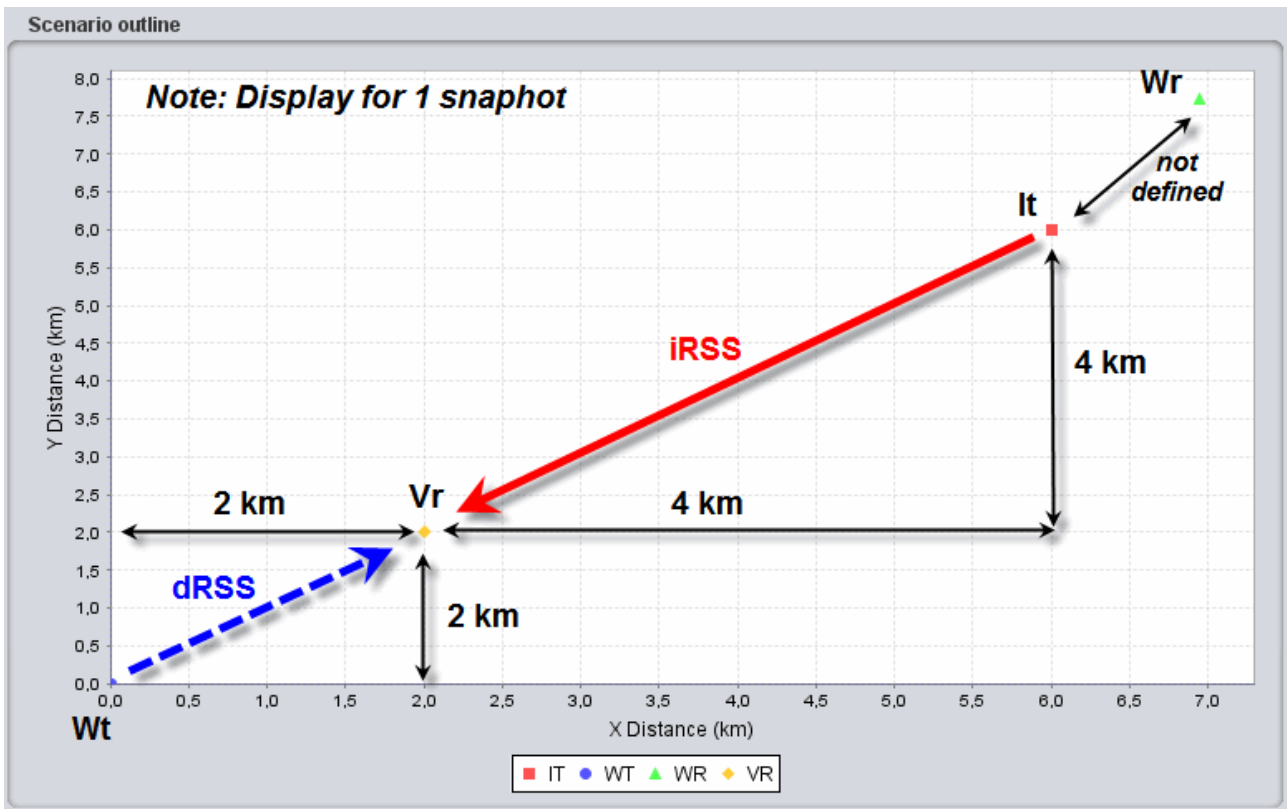 Scenario outline
Note: Display for 1 snaphot
8,0
7,5
7,0
6,5
6,0
5,5
5,0
4,5
4,0
3,5
3,0
2,5
2,0
1,5
1,0
0,5
0,0
Y Distance (km)
Wr
not
defined
It
iRSS
4 km
2 km
Vr
4 km
dRSS
2 km
0,0 0,5 1,0 1,5 2,0 2,5 3,0 3,5 4,0 4,5 5,0 5,5 6,0 6,5 7,0
Wt
X Distance (km)
IT WT WR VR